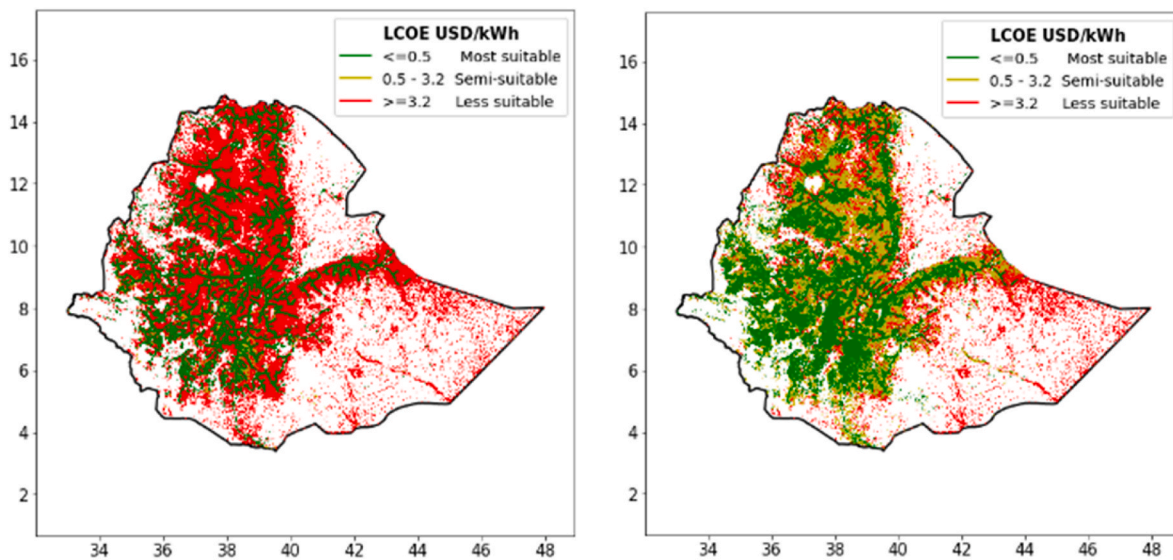 LCOE USD/kWh
<=0.5 Most suitable
0.5 - 3.2 Semi-suitable
>=3.2 Less suitable
16
14
12
10
8
6
4
2
34 36 38 40 42 44 46 48
LCOE USD/kWh
<=0.5 Most suitable
0.5 - 3.2 Semi-suitable
>=3.2 Less suitable
16
14
12
10
8
6
4
2
34 36 38 40 42 44 46 48